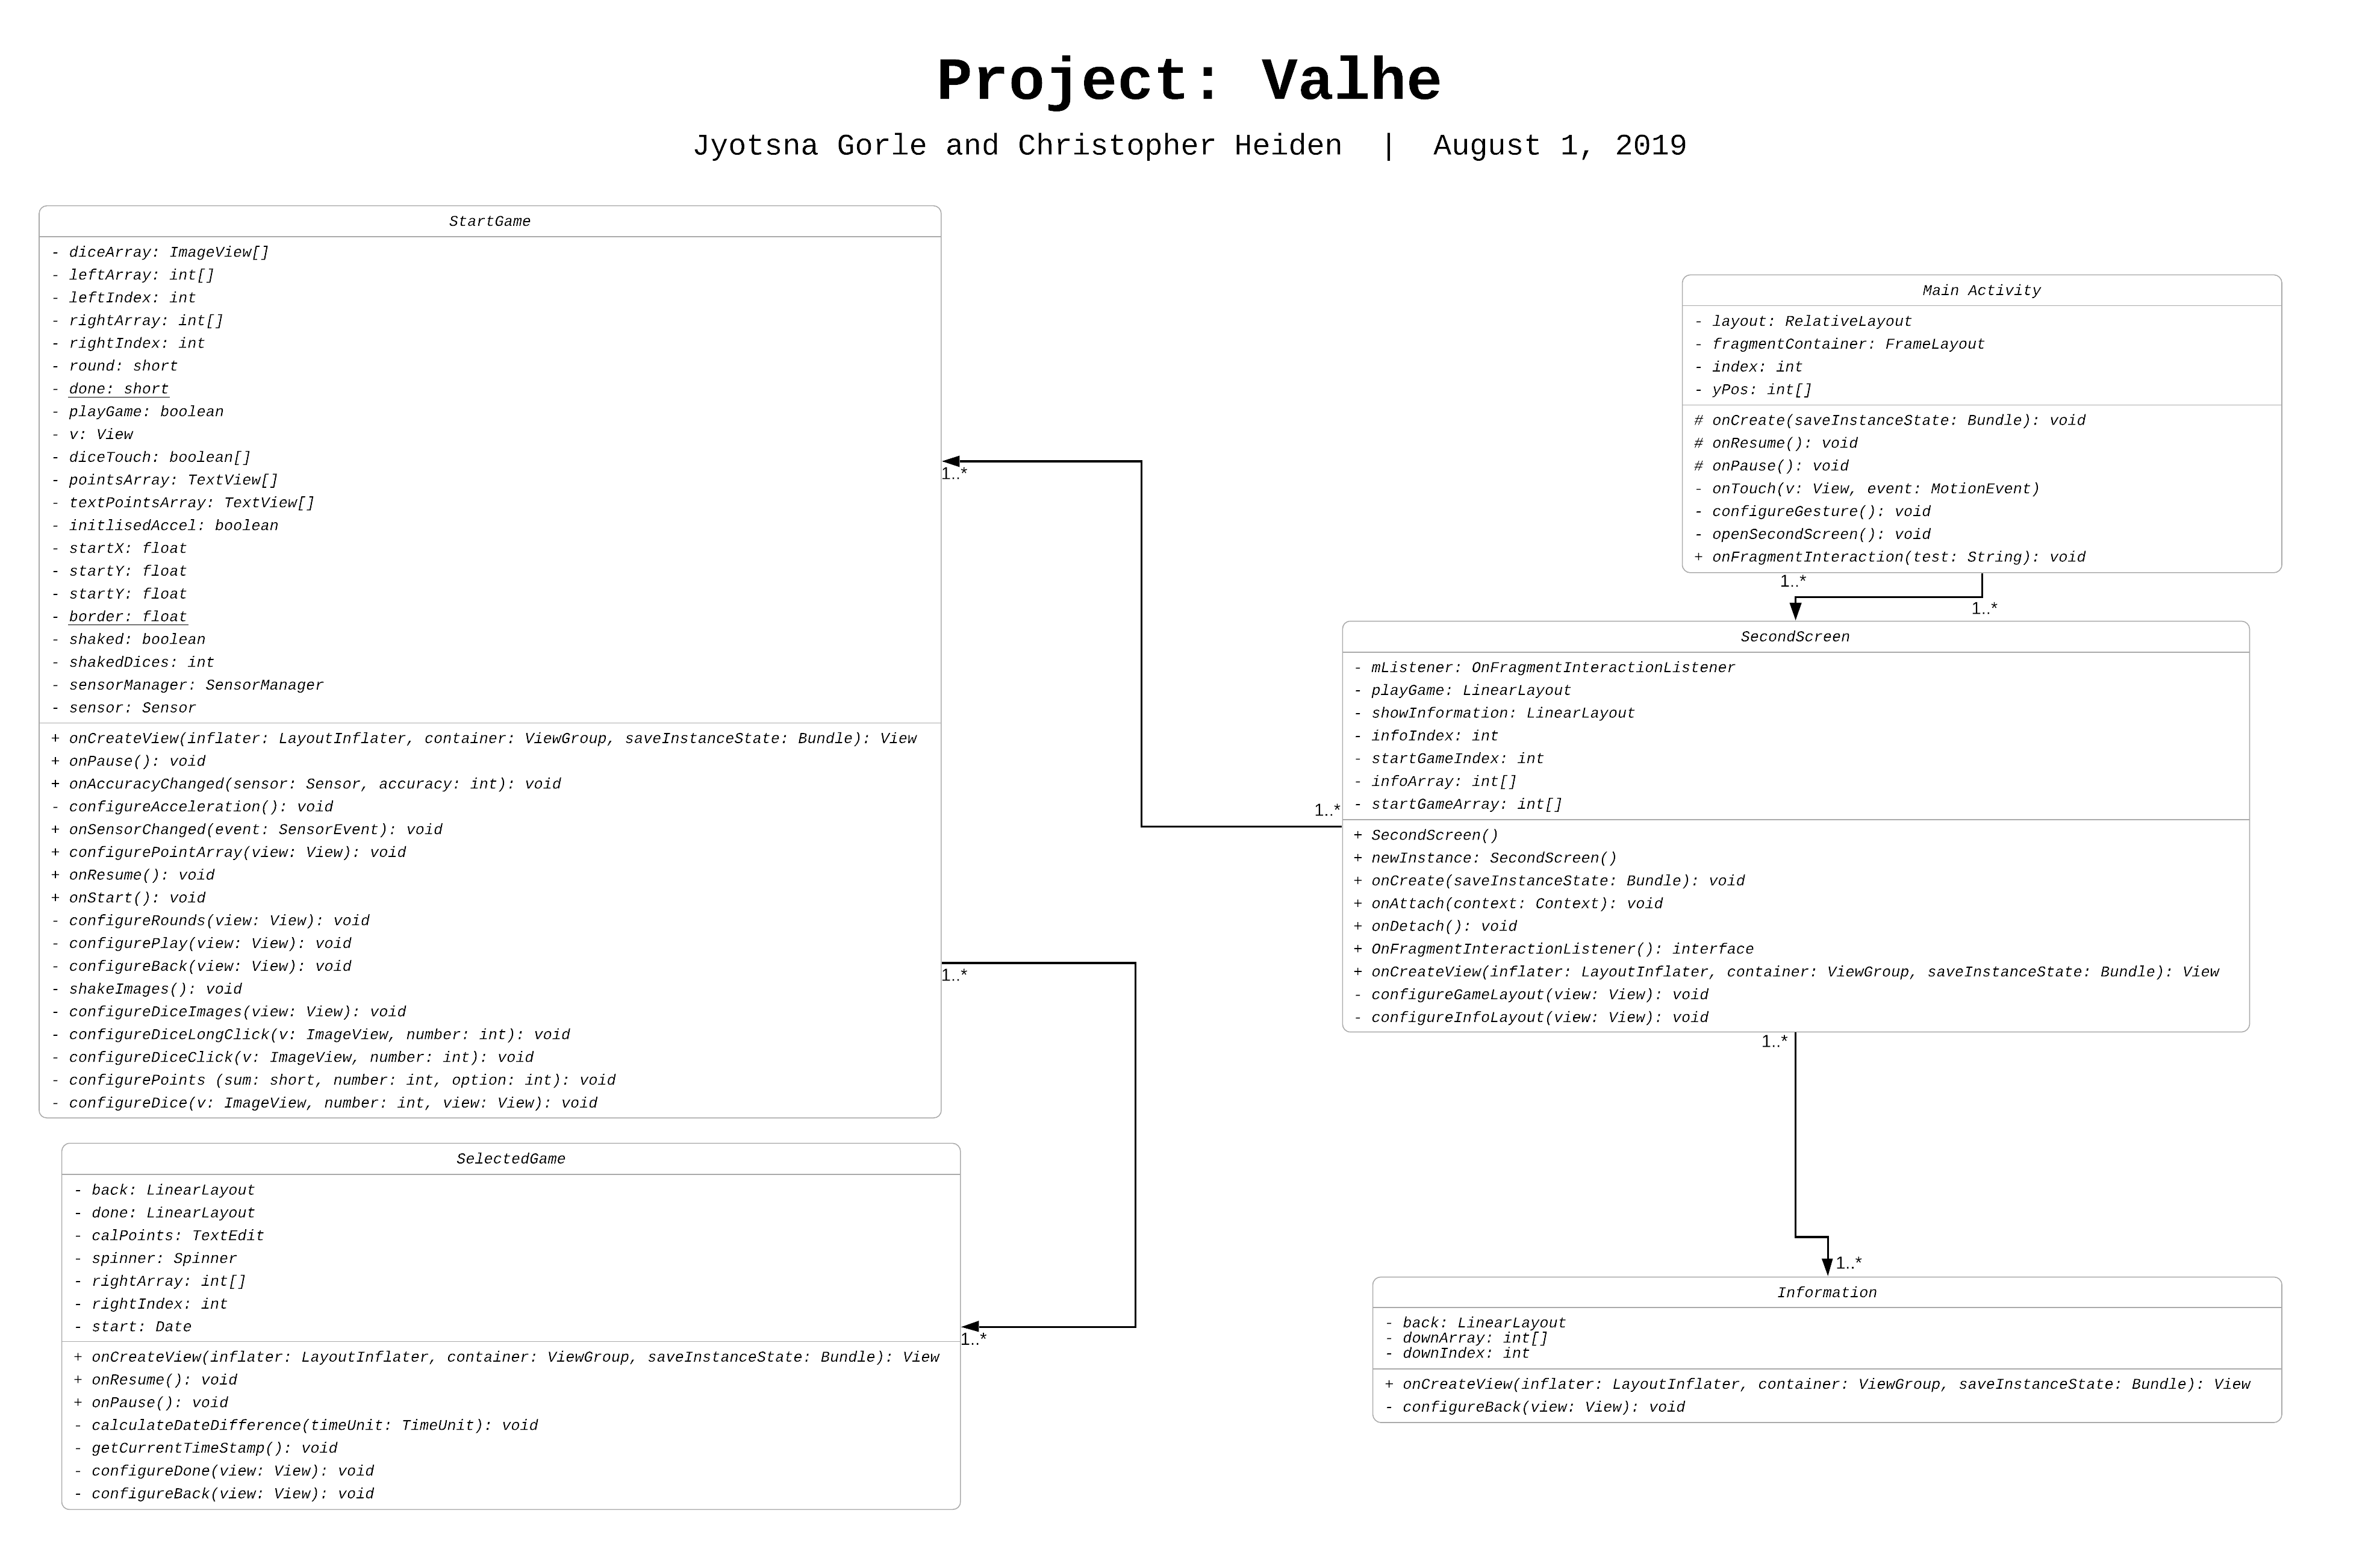 Project: Valhe
Jyotsna Gorle and Christopher Heiden | August 1, 2019
StartGame
- diceArray: ImageView[]
- leftArray: int[]
- leftIndex: int
- rightArray: int[]
- rightIndex: int
- round: short
- done: short
- playGame: boolean
- v: View
- diceTouch: boolean[]
- pointsArray: TextView[]
- textPointsArray: TextView[]
- initlisedAccel: boolean
- startX: float
- startY: float
- startY: float
- border: float
- shaked: boolean
- shakedDices: int
- sensorManager: SensorManager
- sensor: Sensor
+ onCreateView(inflater: LayoutInflater, container: ViewGroup, saveInstanceState: Bundle): View
+ onPause(): void
+ onAccuracyChanged(sensor: Sensor, accuracy: int): void
- configureAcceleration(): void
+ onSensorChanged(event: SensorEvent): void
+ configurePointArray(view: View): void
+ onResume(): void
+ onStart(): void
- configureRounds(view: View): void
- configurePlay(view: View): void
- configureBack(view: View): void
- shakeImages(): void
- configureDiceImages(view: View): void
- configureDiceLongClick(v: ImageView, number: int): void
- configureDiceClick(v: ImageView, number: int): void
- configurePoints (sum: short, number: int, option: int): void
- configureDice(v: ImageView, number: int, view: View): void
1..*
1..*
SelectedGame
- back: LinearLayout
- done: LinearLayout
- calPoints: TextEdit
- spinner: Spinner
- rightArray: int[]
- rightIndex: int
- start: Date
+ onCreateView(inflater: LayoutInflater, container: ViewGroup, saveInstanceState: Bundle): View
+ onResume(): void
+ onPause(): void
- calculateDateDifference(timeUnit: TimeUnit): void
- getCurrentTimeStamp(): void
- configureDone(view: View): void
- configureBack(view: View): void
1..*
Main Activity
- layout: RelativeLayout
- fragmentContainer: FrameLayout
- index: int
- yPos: int[]
# onCreate(saveInstanceState: Bundle): void
# onResume(): void
# onPause(): void
- onTouch(v: View, event: MotionEvent)
- configureGesture(): void
- openSecondScreen(): void
+ onFragmentInteraction(test: String): void
1..*
1..*
SecondScreen
- mListener: OnFragmentInteractionListener
- playGame: LinearLayout
- showInformation: LinearLayout
- infoIndex: int
- startGameIndex: int
- infoArray: int[]
- startGameArray: int[]
1..*
+ SecondScreen()
+ newInstance: SecondScreen()
+ onCreate(saveInstanceState: Bundle): void
+ onAttach(context: Context): void
+ onDetach(): void
+ OnFragmentInteractionListener(): interface
+ onCreateView(inflater: LayoutInflater, container: ViewGroup, saveInstanceState: Bundle): View
- configureGameLayout(view: View): void
- configureInfoLayout(view: View): void
1..*
1..*
Information
- back: LinearLayout
- downArray: int[]
- downIndex: int
+ onCreateView(inflater: LayoutInflater, container: ViewGroup, saveInstanceState: Bundle): View
- configureBack(view: View): void